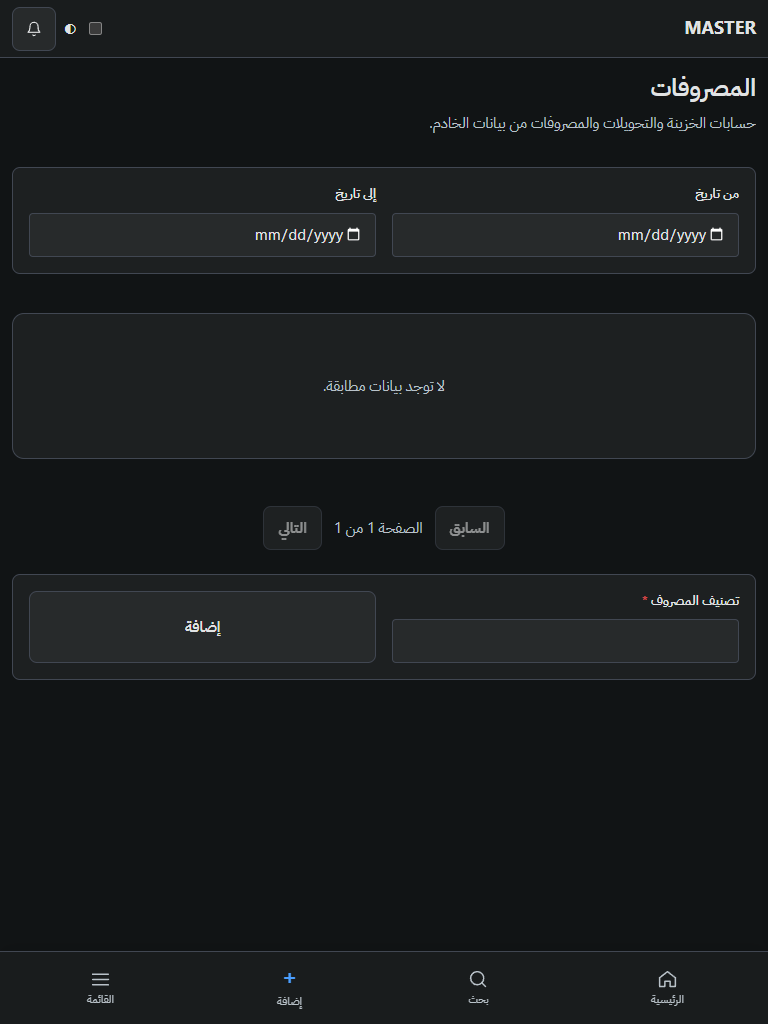 MASTER
المصروفات
حسابات الخزينة والتحويلات والمصروفات من بيانات الخادم.
من تاريخ
إلى تاريخ
mm/dd/yyyy
mm/dd/yyyy
لا توجد بيانات مطابقة.
السابق
الصفحة 1 من 1
التالي
تصنيف المصروف *
إضافة
الرئيسية
بحث
إضافة
القائمة